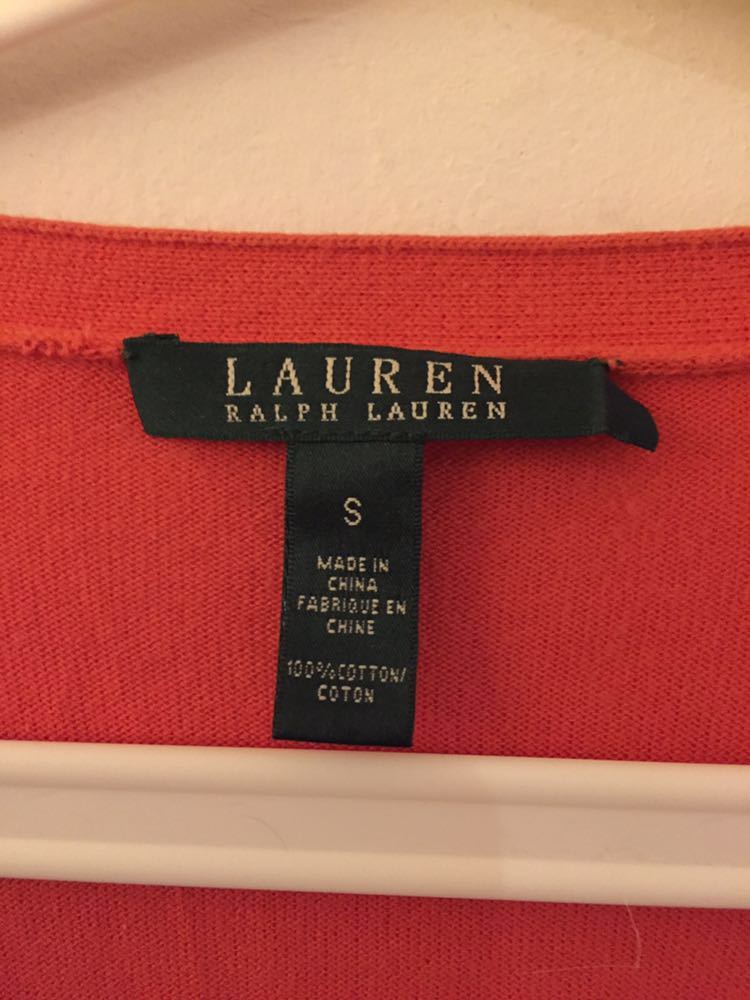 LAUREN
RALPH LAUREN
S
MADE IN
CHINA
FABRIQUE EN
CHINE
100%COTTON/
COTON